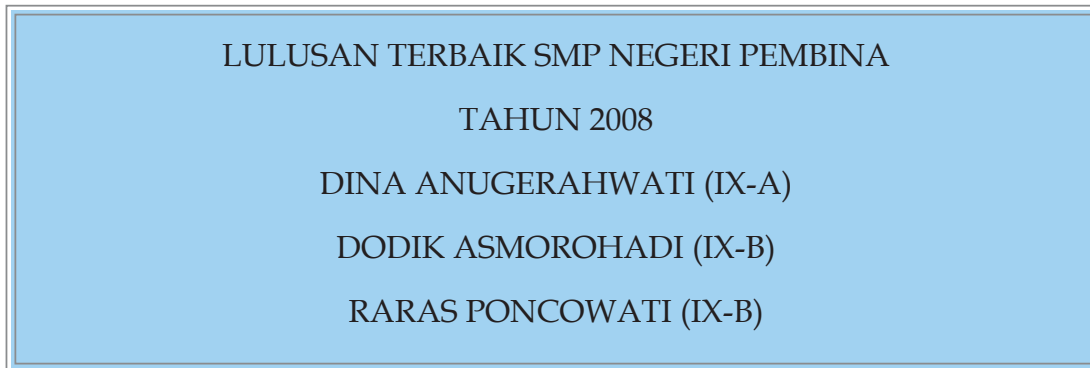 LULUSAN TERBAIK SMP NEGERI PEMBINA
TAHUN 2008
DINA ANUGERAHWATI (IX-A)
DODIK ASMOROHADI (IX-B)
RARAS PONCOWATI (IX-B)